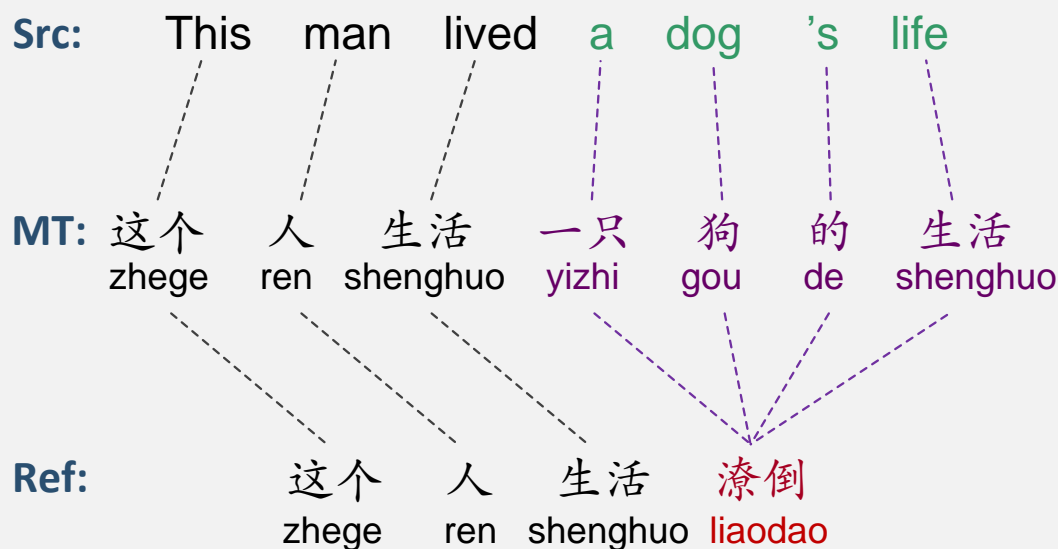 Src: This man lived a dog ’s life
MT: 这个 人 生活 一只 狗 的 生活
zhege ren shenghuo yizhi gou de shenghuo
Ref: 这个 人 生活 潦倒
zhege ren shenghuo liaodao